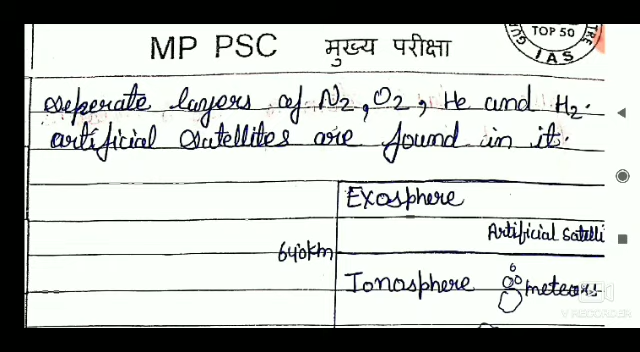 TOP 50
IAS
MP PSC मुख्य परीक्षा
seperate layers of N2, O2, He and H2.
artificial satellites are found in it.
Exosphere
Artificial Satelli
640km
Ionosphere meteors
V RECORDER